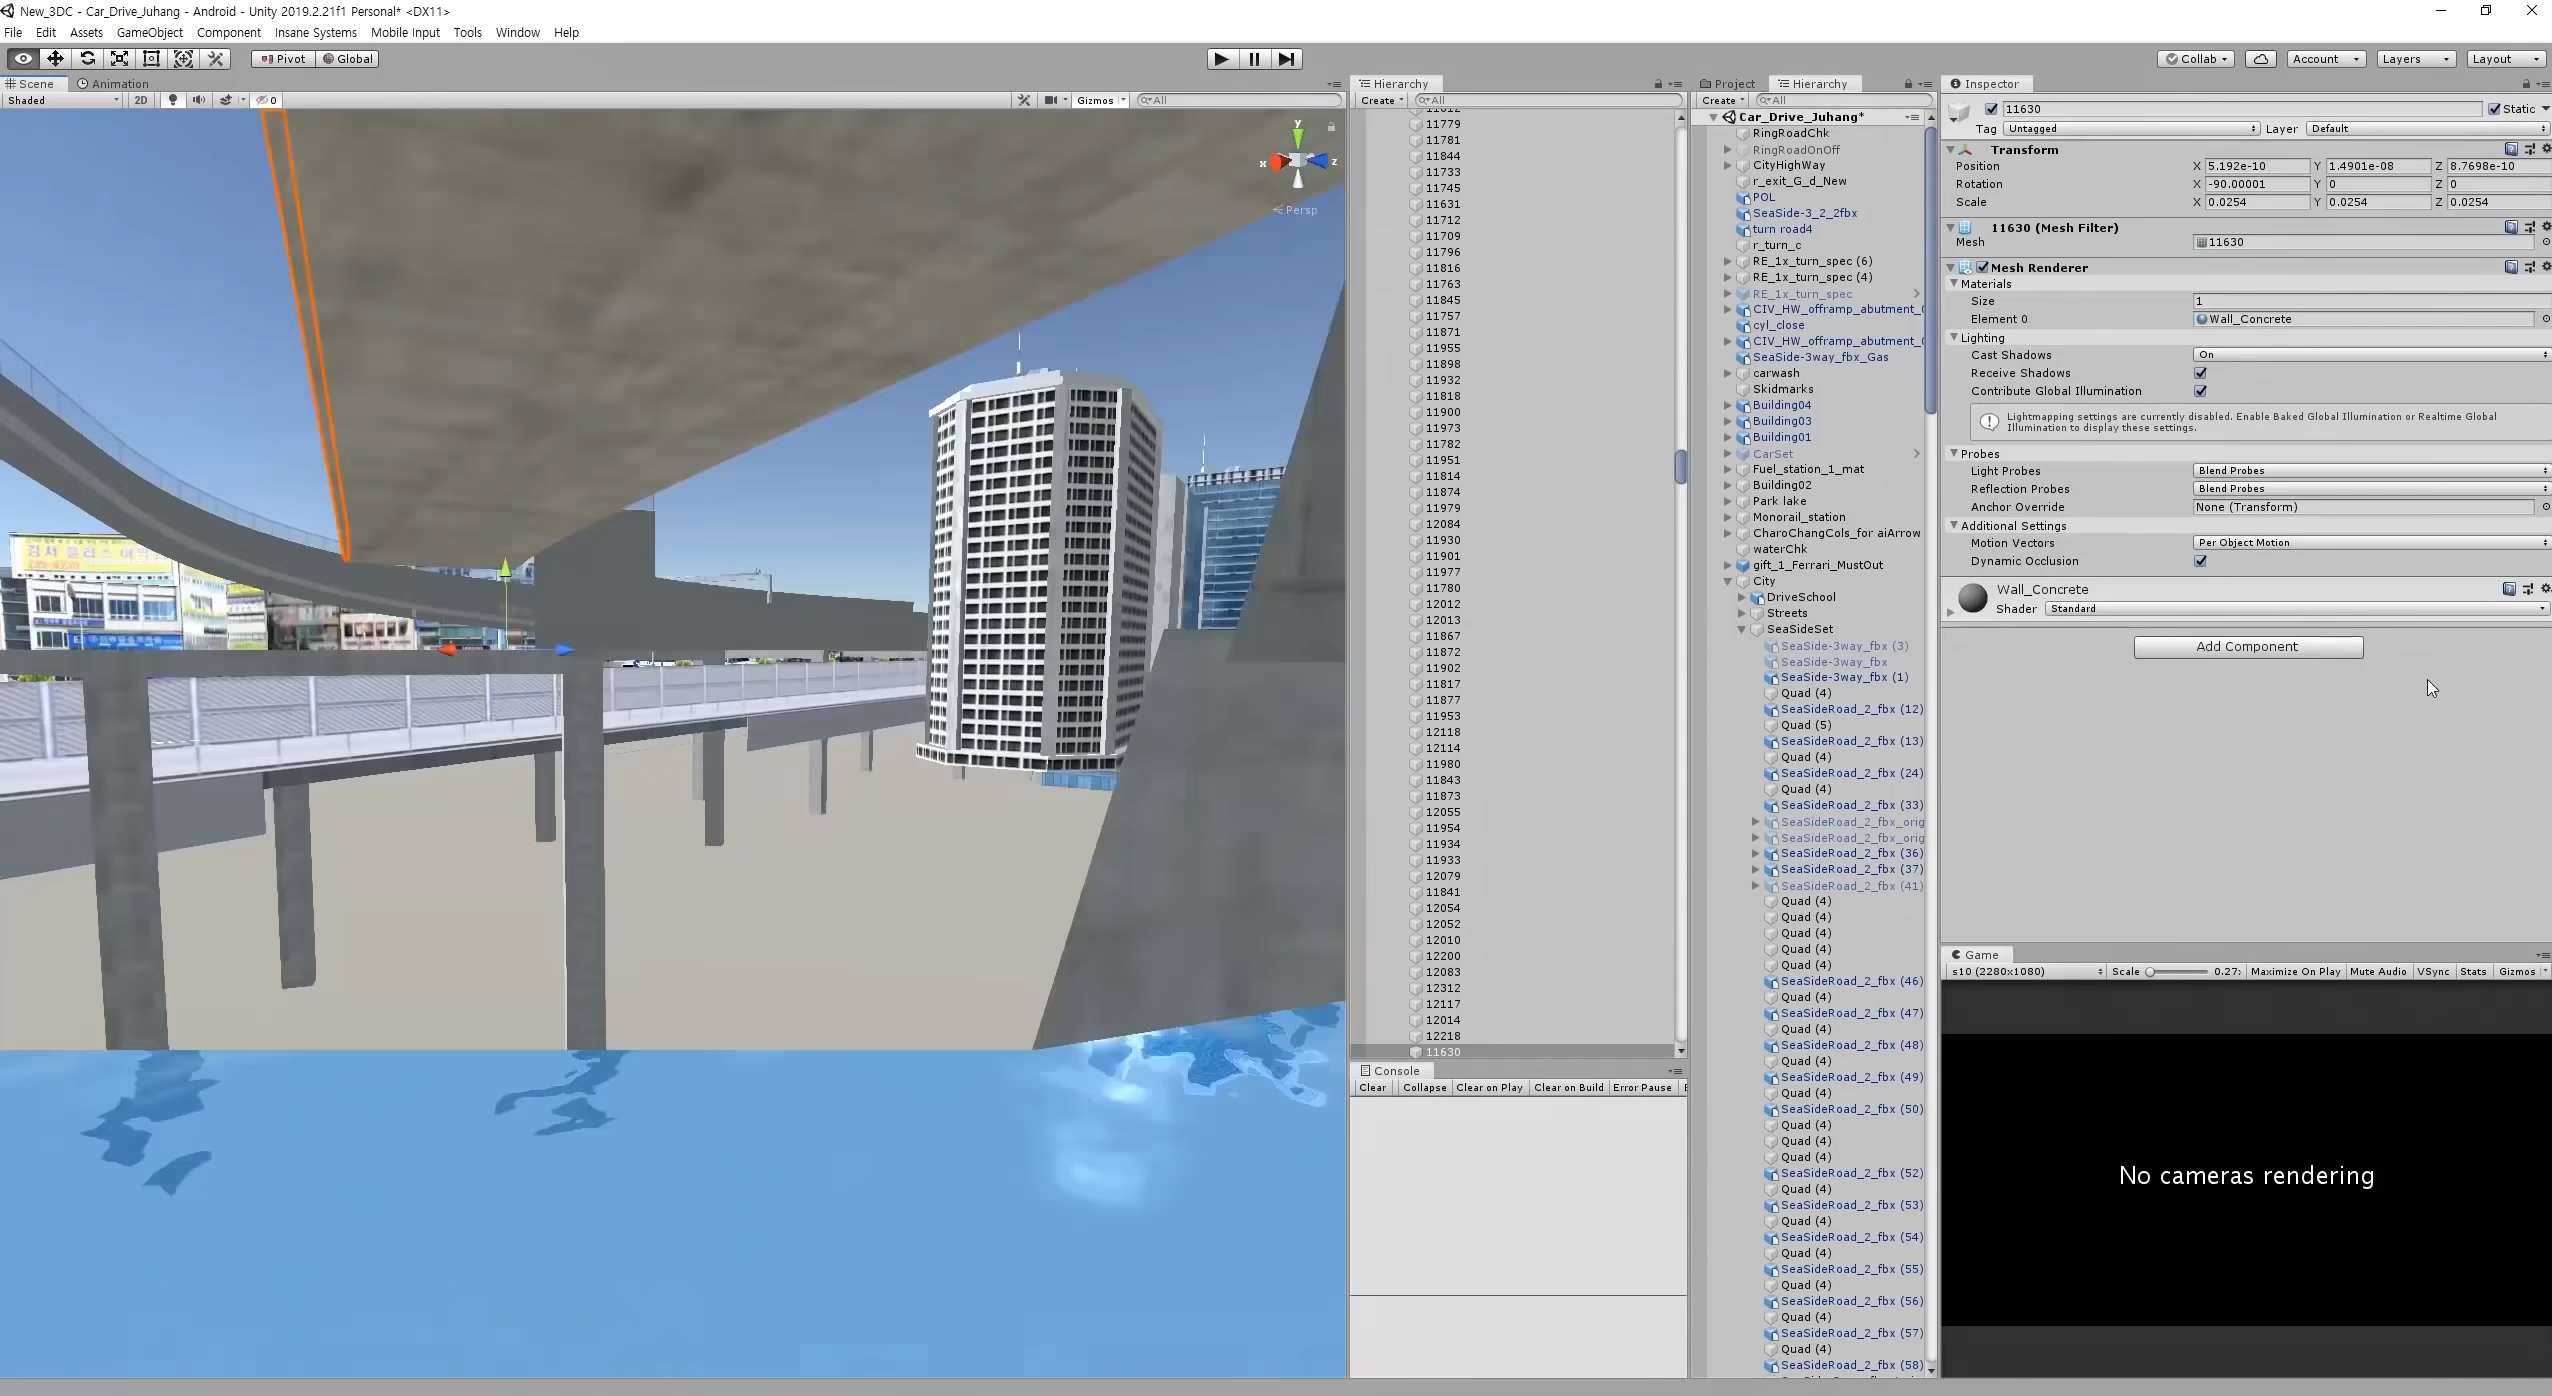 New_3DC - Car_Drive_Juhang - Android - Unity 2019.2.21f1 Personal* <DX11>
File Edit Assets GameObject Component Insane Systems Mobile Input Tools Window Help
Pivot Global
Collab Account Layers Layout
Scene Animation
Shaded 2D 0 Gizmos All
y
x z
Persp
Hierarchy
Create All
11779
11781
11844
11733
11745
11631
11712
11709
11796
11816
11763
11845
11757
11871
11955
11898
11932
11818
11900
11973
11782
11951
11814
11874
11979
12084
11930
11901
11977
11780
12012
12013
11867
11872
11902
11817
11877
11953
12118
12114
11980
11843
11873
12055
11954
11934
11933
12079
11841
12054
12052
12010
12200
12083
12312
12117
12014
12218
11630
Console
Clear Collapse Clear on Play Clear on Build Error Pause
Project Hierarchy
Create All
Car_Drive_Juhang*
RingRoadChk
RingRoadOnOff
CityHighWay
r_exit_G_d_New
POL
SeaSide-3_2_2fbx
turn road4
r_turn_c
RE_1x_turn_spec (6)
RE_1x_turn_spec (4)
RE_1x_turn_spec
CIV_HW_offramp_abutment_
cyl_close
CIV_HW_offramp_abutment_
SeaSide-3way_fbx_Gas
carwash
Skidmarks
Building04
Building03
Building01
CarSet
Fuel_station_1_mat
Building02
Park lake
Monorail_station
CharoChangCols_for aiArrow
waterChk
gift_1_Ferrari_MustOut
City
DriveSchool
Streets
SeaSideSet
SeaSide-3way_fbx (3)
SeaSide-3way_fbx
SeaSide-3way_fbx (1)
Quad (4)
SeaSideRoad_2_fbx (12)
Quad (5)
SeaSideRoad_2_fbx (13)
Quad (4)
SeaSideRoad_2_fbx (24)
Quad (4)
SeaSideRoad_2_fbx (33)
SeaSideRoad_2_fbx_orig
SeaSideRoad_2_fbx_orig
SeaSideRoad_2_fbx (36)
SeaSideRoad_2_fbx (37)
SeaSideRoad_2_fbx (41)
Quad (4)
Quad (4)
Quad (4)
Quad (4)
Quad (4)
SeaSideRoad_2_fbx (46)
Quad (4)
SeaSideRoad_2_fbx (47)
Quad (4)
SeaSideRoad_2_fbx (48)
Quad (4)
SeaSideRoad_2_fbx (49)
Quad (4)
SeaSideRoad_2_fbx (50)
Quad (4)
Quad (4)
Quad (4)
SeaSideRoad_2_fbx (52)
Quad (4)
SeaSideRoad_2_fbx (53)
Quad (4)
SeaSideRoad_2_fbx (54)
Quad (4)
SeaSideRoad_2_fbx (55)
Quad (4)
SeaSideRoad_2_fbx (56)
Quad (4)
SeaSideRoad_2_fbx (57)
Quad (4)
SeaSideRoad_2_fbx (58)
Inspector
11630 Static
Tag Untagged Layer Default
Transform
Position X 5.192e-10 Y 1.4901e-08 Z 8.7698e-10
Rotation X -90.00001 Y 0 Z 0
Scale X 0.0254 Y 0.0254 Z 0.0254
11630 (Mesh Filter)
Mesh 11630
Mesh Renderer
Materials
Size 1
Element 0 Wall_Concrete
Lighting
Cast Shadows On
Receive Shadows
Contribute Global Illumination
Lightmapping settings are currently disabled. Enable Baked Global Illumination or Realtime Global
Illumination to display these settings.
Probes
Light Probes Blend Probes
Reflection Probes Blend Probes
Anchor Override None (Transform)
Additional Settings
Motion Vectors Per Object Motion
Dynamic Occlusion
Wall_Concrete
Shader Standard
Add Component
Game
s10 (2280x1080) Scale 0.27 Maximize On Play Mute Audio VSync Stats Gizmos
No cameras rendering